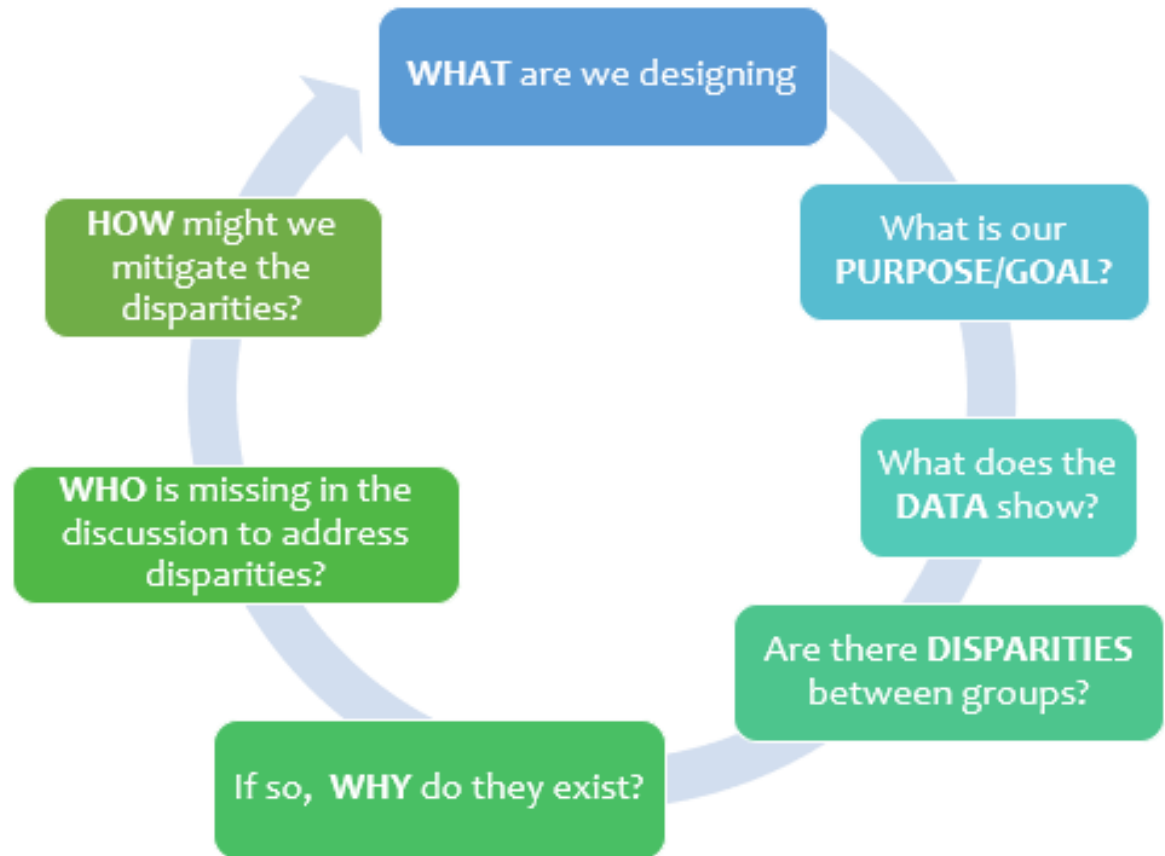 WHAT are we designing
What is our
PURPOSE/GOAL?
What does the
DATA show?
Are there DISPARITIES
between groups?
If so, WHY do they exist?
WHO is missing in the
discussion to address
disparities?
HOW might we
mitigate the
disparities?